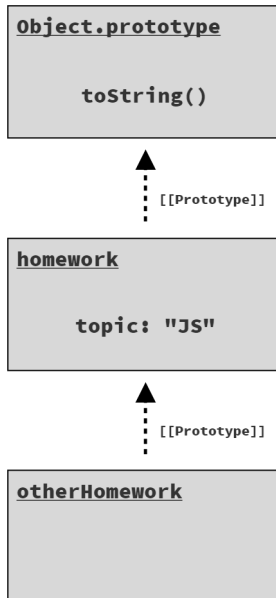 Object.prototype
toString()
[[Prototype]]
homework
topic: "JS"
[[Prototype]]
otherHomework